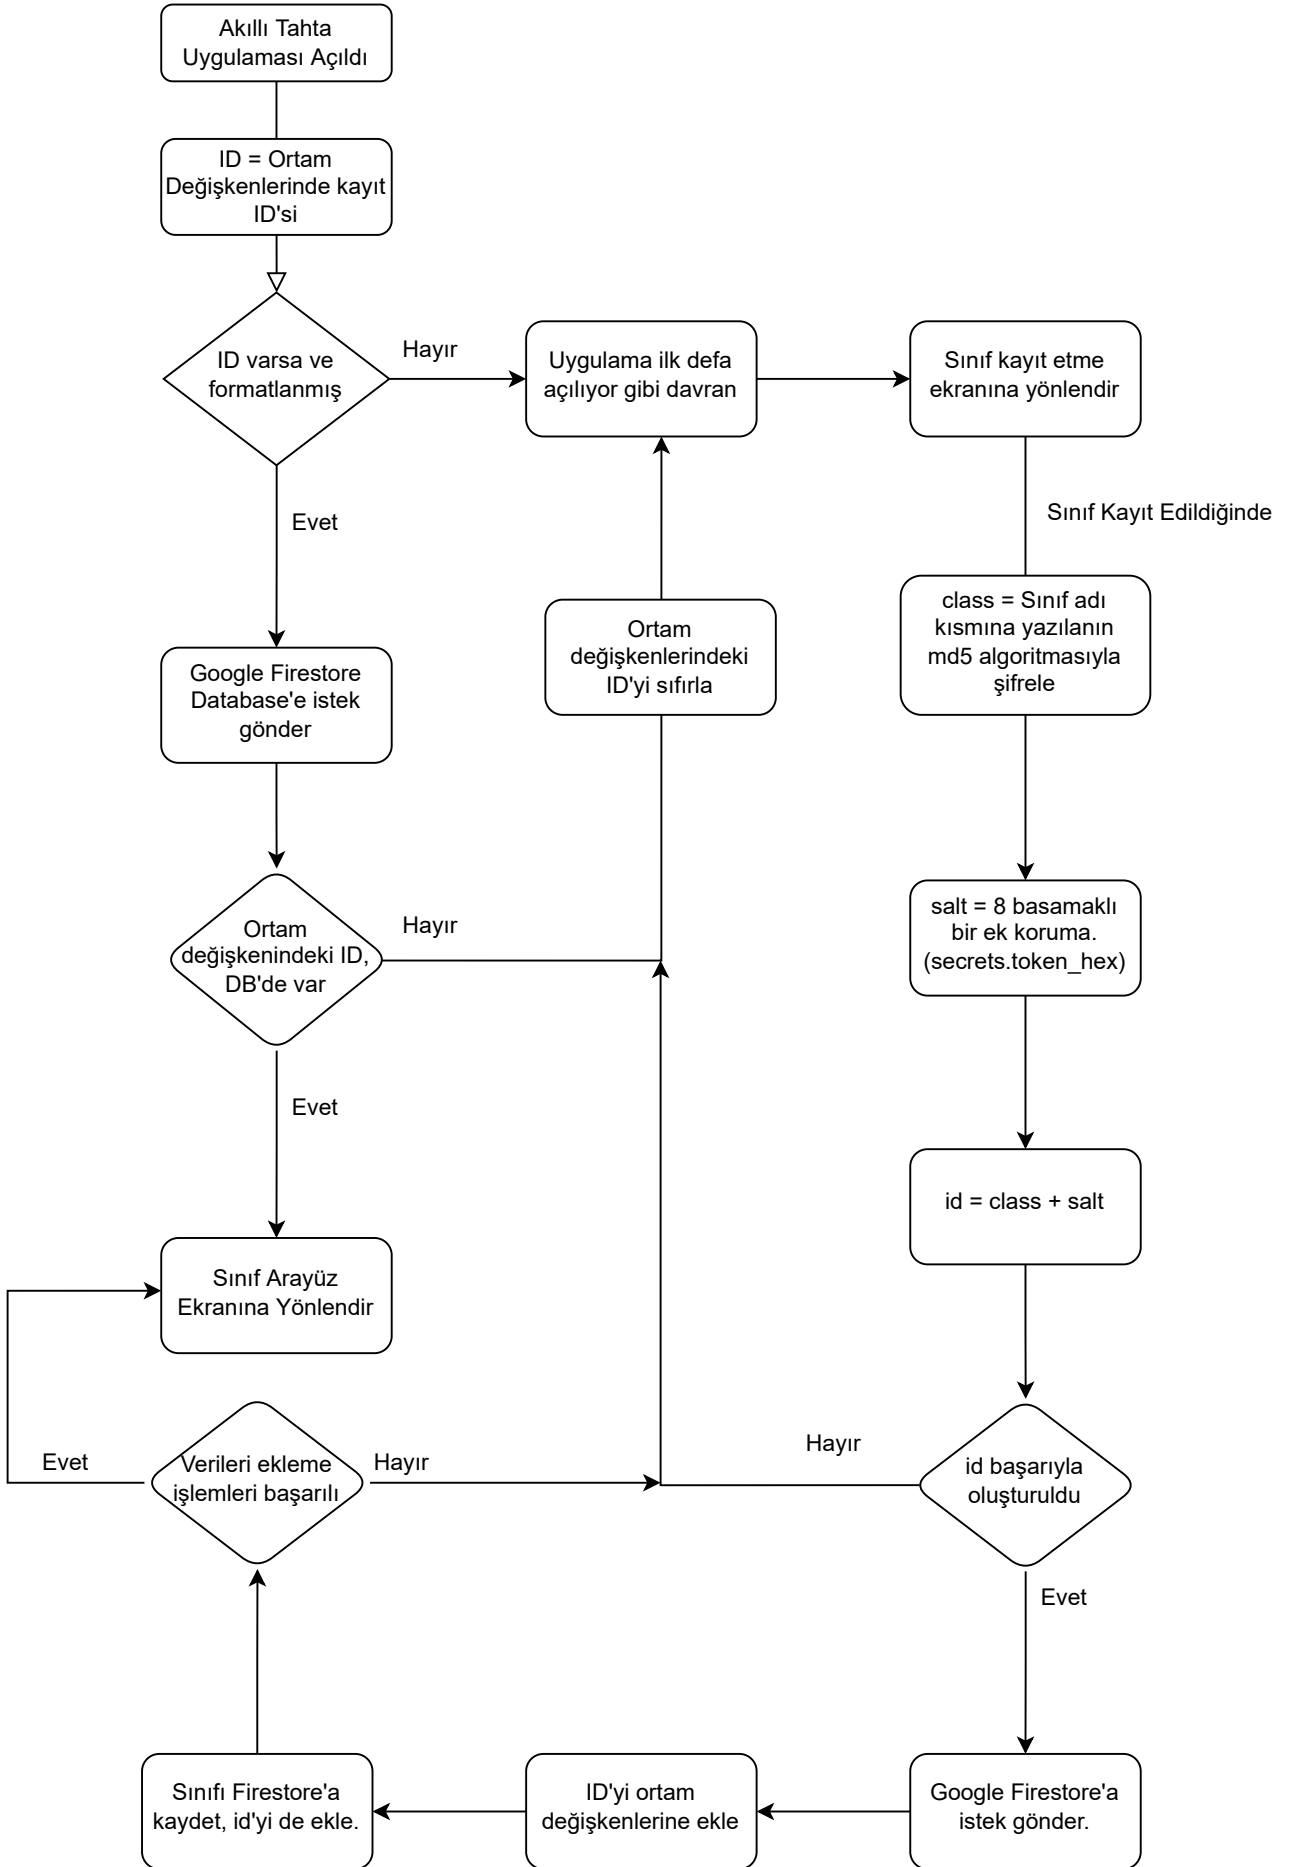 Akıllı Tahta
Uygulaması Açıldı
ID = Ortam
Değişkenlerinde kayıt
ID'si
ID varsa ve
formatlanmış
Hayır
Uygulama ilk defa
açılıyor gibi davran
Sınıf kayıt etme
ekranına yönlendir
Evet
Sınıf Kayıt Edildiğinde
Google Firestore
Database'e istek
gönder
Ortam
değişkenlerindeki
ID'yi sıfırla
class = Sınıf adı
kısmına yazılanın
md5 algoritmasıyla
şifrele
Ortam
değişkenindeki ID,
DB'de var
Hayır
salt = 8 basamaklı
bir ek koruma.
(secrets.token_hex)
Evet
id = class + salt
Sınıf Arayüz
Ekranına Yönlendir
Evet
Verileri ekleme
işlemleri başarılı
Hayır
Hayır
id başarıyla
oluşturuldu
Evet
Sınıfı Firestore'a
kaydet, id'yi de ekle.
ID'yi ortam
değişkenlerine ekle
Google Firestore'a
istek gönder.